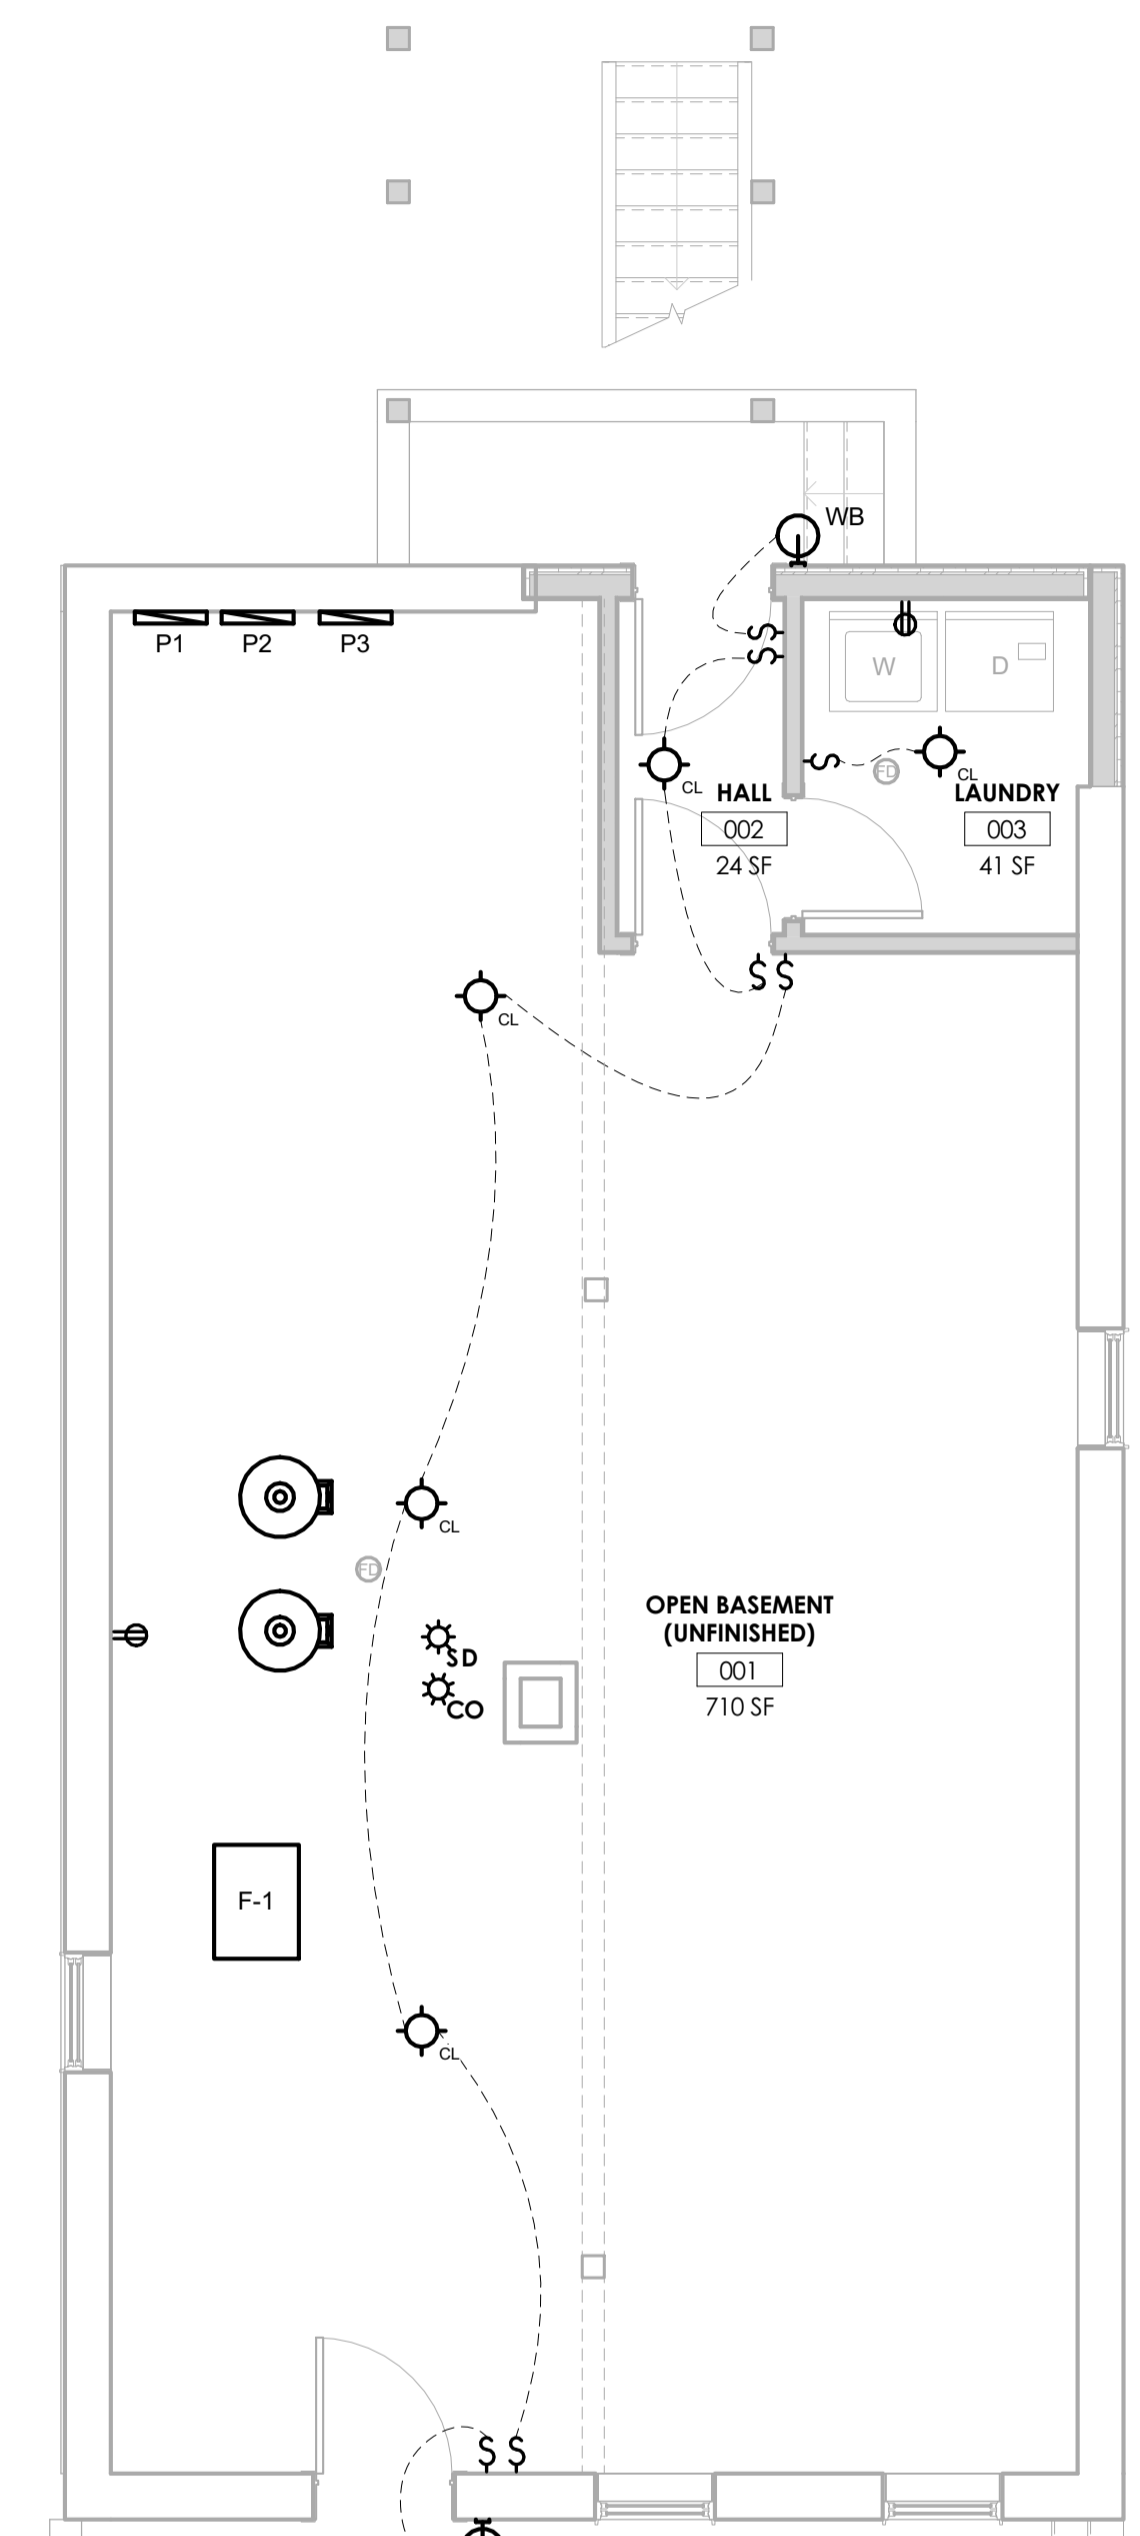 WB
P1 P2 P3
W D
$
$
$
FD
CL
CL
HALL LAUNDRY
002 003
24 SF 41 SF
$ $
CL
CL
FD
OPEN BASEMENT
(UNFINISHED)
001
710 SF
SD
CO
F-1
CL
$ $